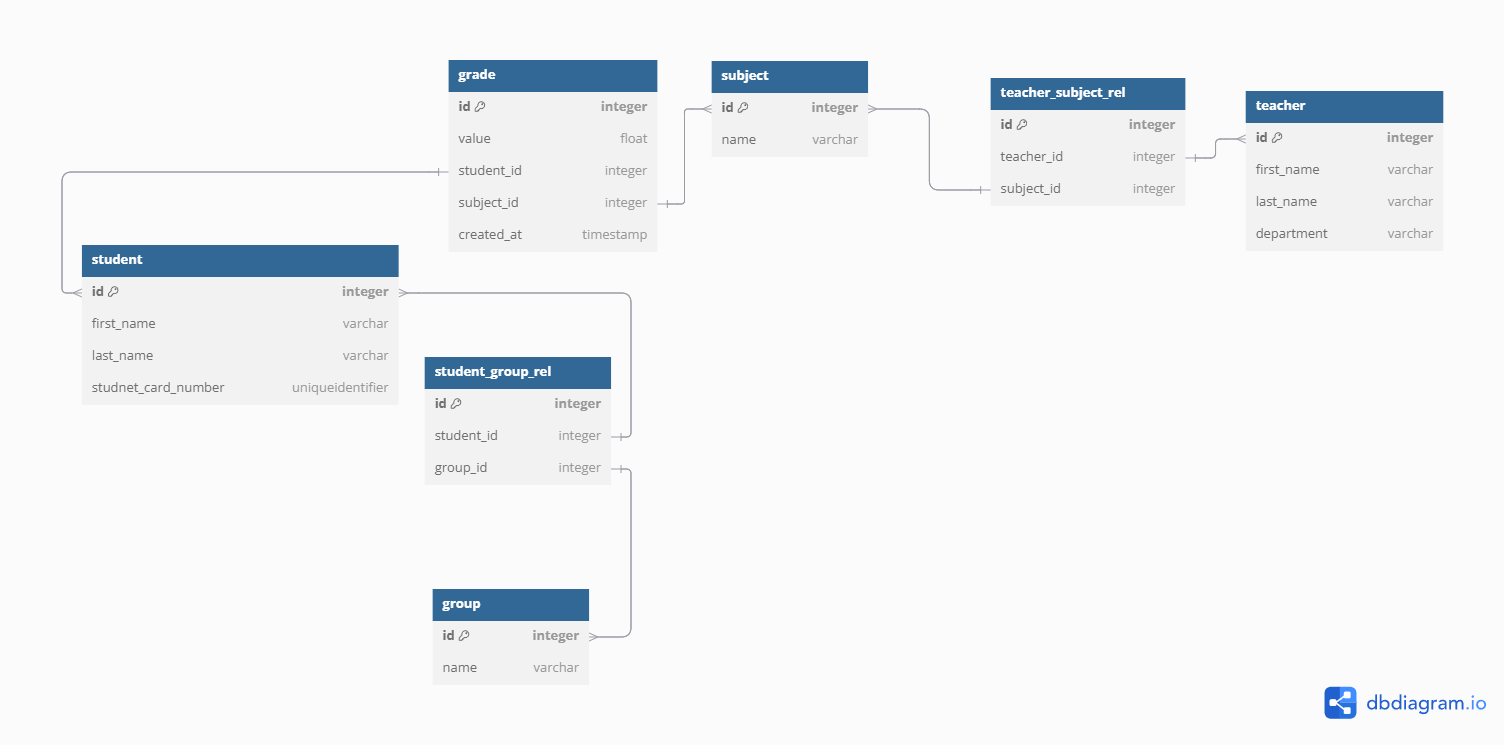 grade
id integer
value float
student_id integer
subject_id integer
created_at timestamp
subject
id integer
name varchar
teacher_subject_rel
id integer
teacher_id integer
subject_id integer
teacher
id integer
first_name varchar
last_name varchar
department varchar
student
id integer
first_name varchar
last_name varchar
studnet_card_number uniqueidentifier
student_group_rel
id integer
student_id integer
group_id integer
group
id integer
name varchar
dbdiagram.io